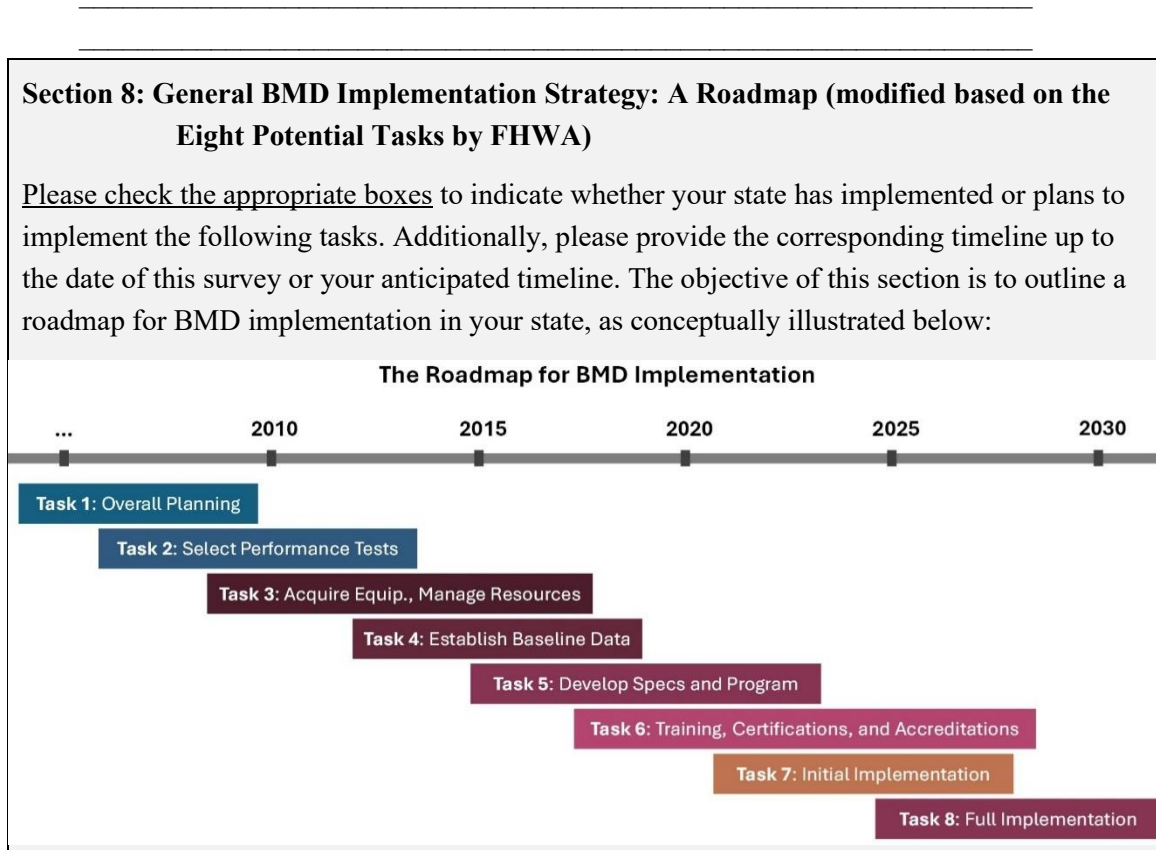 Section 8: General BMD Implementation Strategy: A Roadmap (modified based on the
Eight Potential Tasks by FHWA)
Please check the appropriate boxes to indicate whether your state has implemented or plans to
implement the following tasks. Additionally, please provide the corresponding timeline up to
the date of this survey or your anticipated timeline. The objective of this section is to outline a
roadmap for BMD implementation in your state, as conceptually illustrated below:
The Roadmap for BMD Implementation
... 2010 2015 2020 2025 2030
Task 1: Overall Planning
Task 2: Select Performance Tests
Task 3: Acquire Equip., Manage Resources
Task 4: Establish Baseline Data
Task 5: Develop Specs and Program
Task 6: Training, Certifications, and Accreditations
Task 7: Initial Implementation
Task 8: Full Implementation